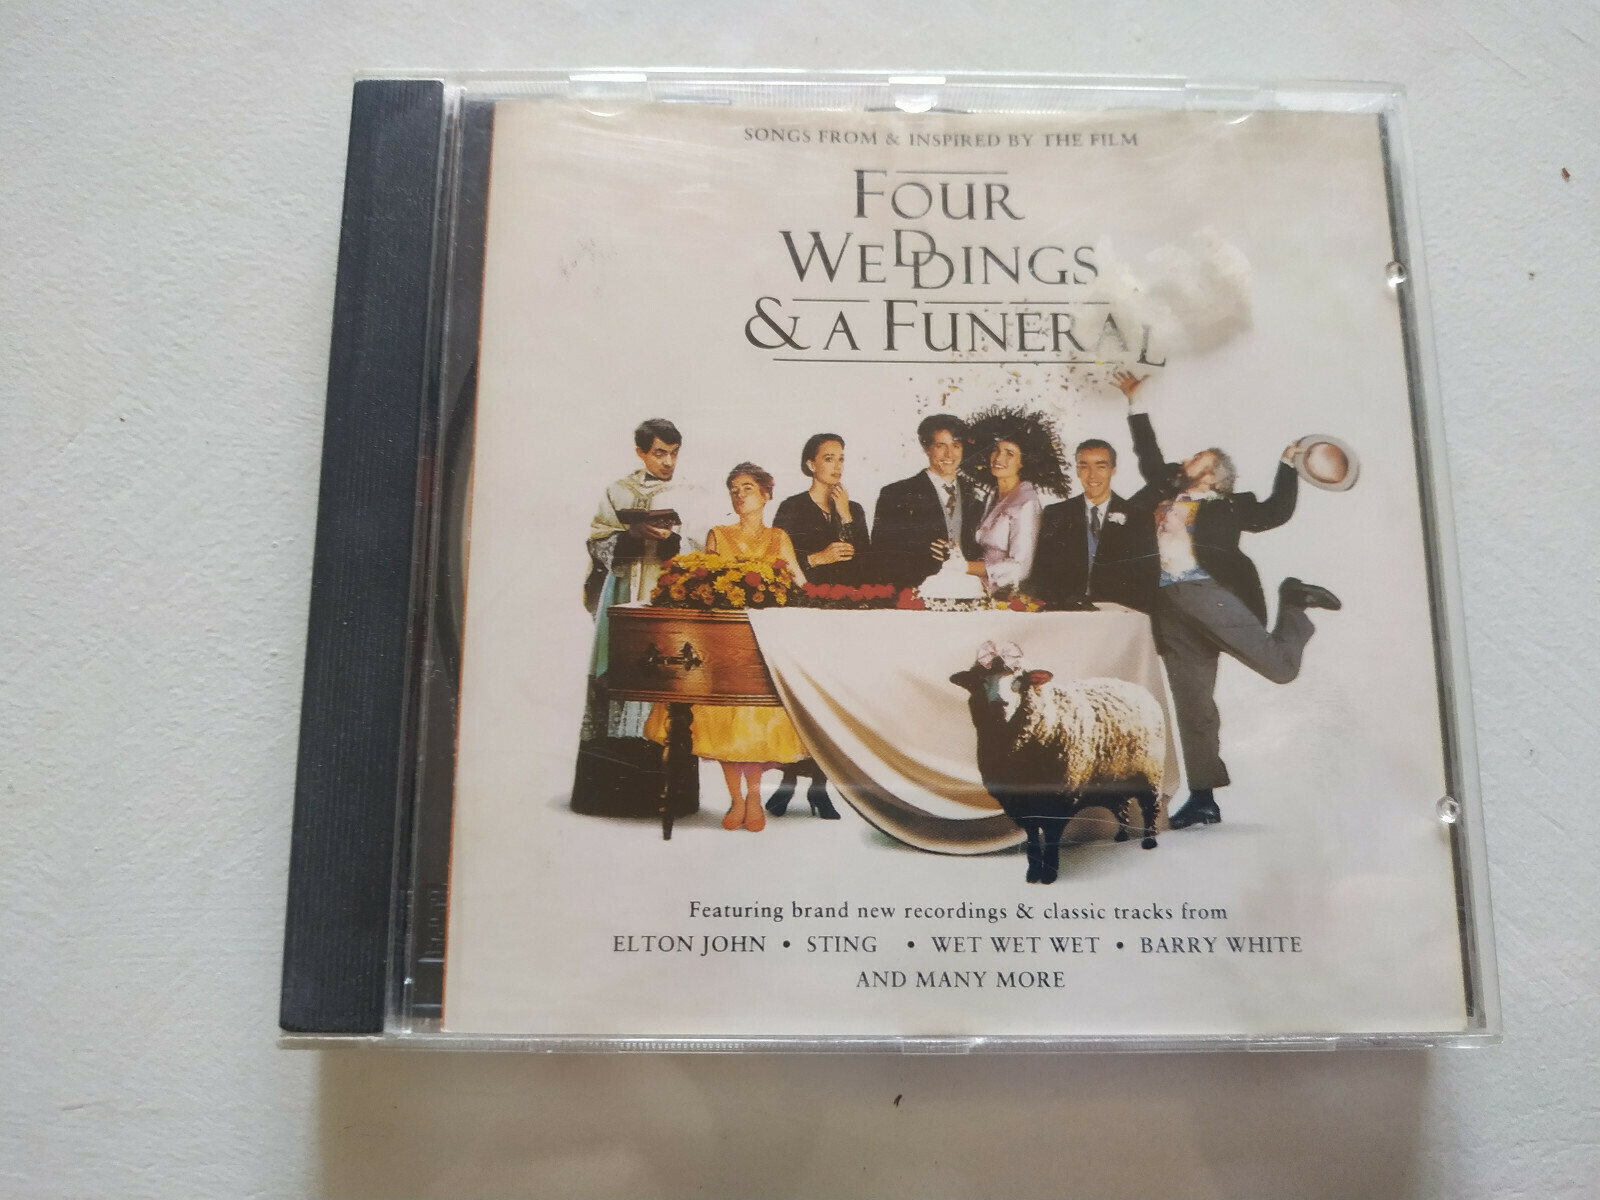 SONGS FROM & INSPIRED BY THE FILM
FOUR
WEDDINGS
& A FUNERAL
Featuring brand new recordings & classic tracks from
ELTON JOHN • STING • WET WET WET • BARRY WHITE
AND MANY MORE